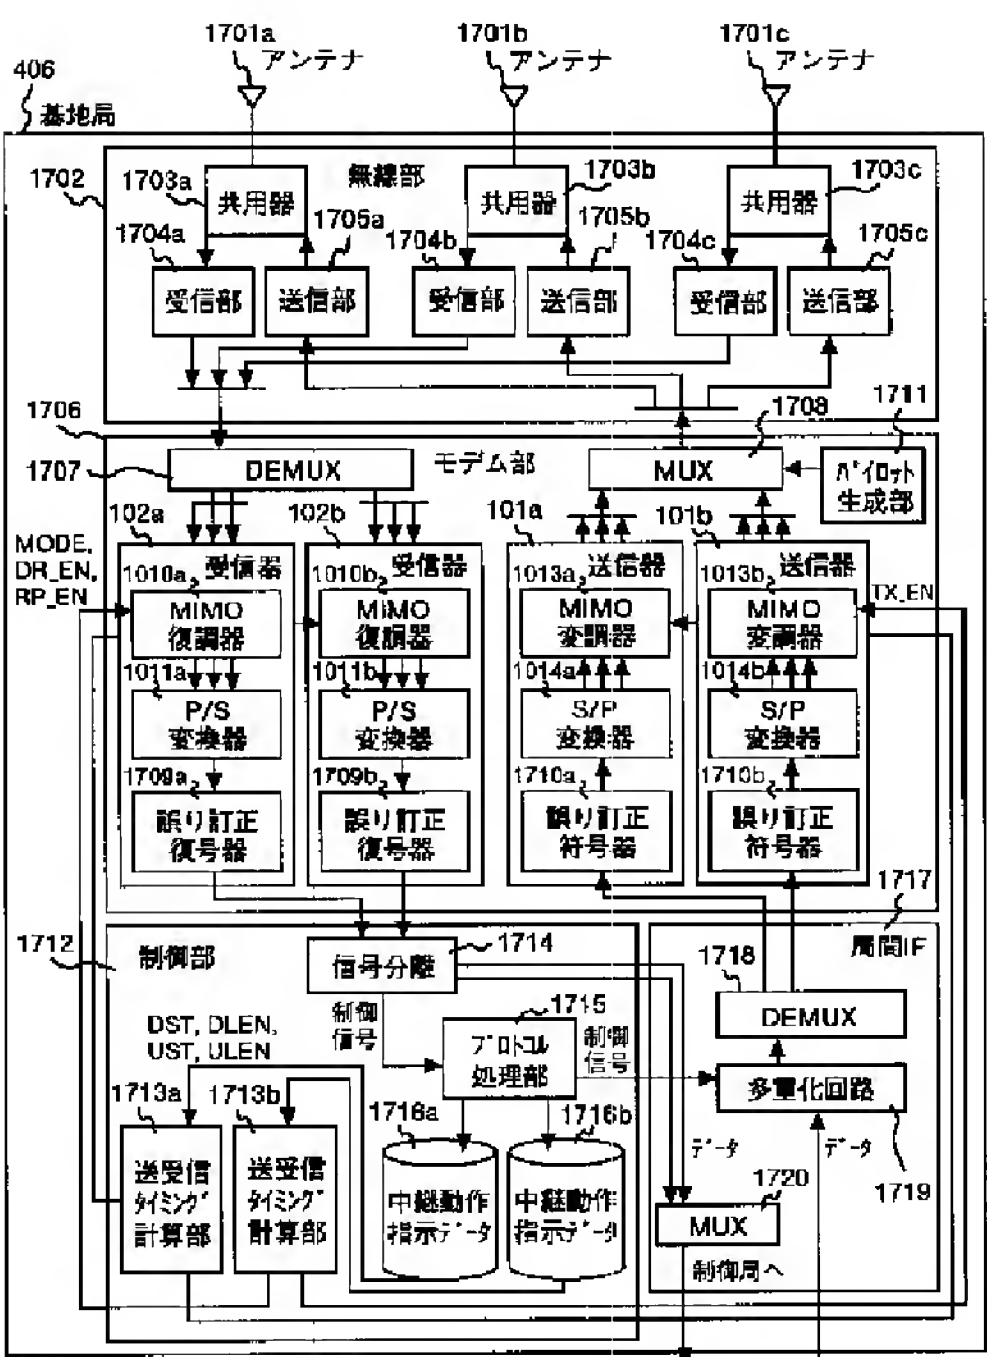 1701a
アンテナ
1701b
アンテナ
1701c
アンテナ
406
基地局
1702
無線部
1703a
共用器
1703b
共用器
1703c
共用器
1704a
受信部
1705a
送信部
1704b
受信部
1705b
送信部
1704c
受信部
1705c
送信部
1706
モデム部
1707
DEMUX
1708
MUX
1711
パイロット
生成部
MODE,
DR_EN,
RP_EN
102a
受信器
102b
受信器
101a
送信器
101b
送信器
TX_EN
1010a
MIMO
復調器
1010b
MIMO
復調器
1013a
MIMO
変調器
1013b
MIMO
変調器
1011a
P/S
変換器
1011b
P/S
変換器
1014a
S/P
変換器
1014b
S/P
変換器
1709a
誤り訂正
復号器
1709b
誤り訂正
復号器
1710a
誤り訂正
符号器
1710b
誤り訂正
符号器
1712
制御部
1714
信号分離
制御
信号
1715
プロトコル
処理部
制御
信号
1717
局間IF
1718
DEMUX
多重化回路
1719
DST, DLEN,
UST, ULEN
1713a
送受信
タイミング
計算部
1713b
送受信
タイミング
計算部
1716a
中継動作
指示データ
1716b
中継動作
指示データ
データ
データ
1720
MUX
制御局へ